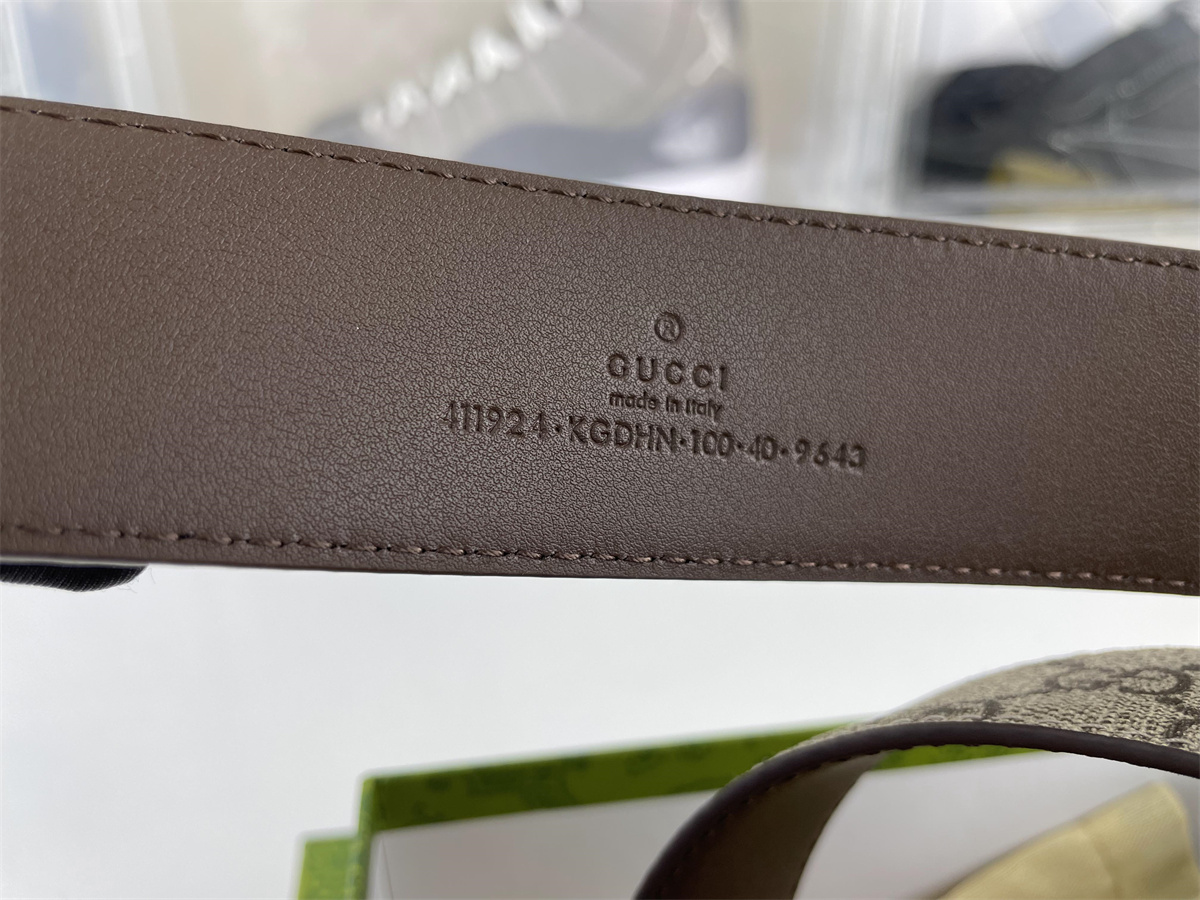 ®
GUCCI
made in italy
411924·KGDHN·100·40·9643